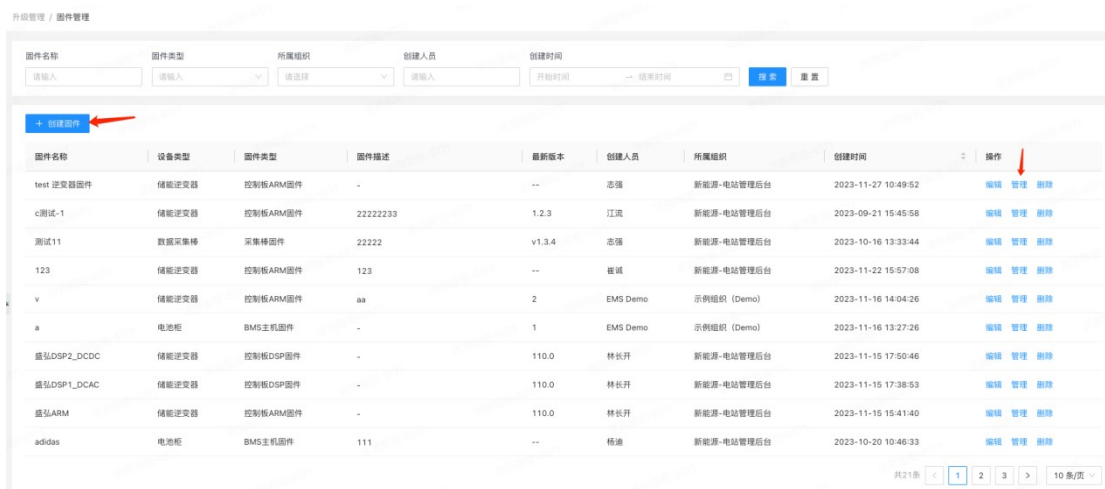 升级管理 / 固件管理
固件名称 固件类型 所属组织 创建人员 创建时间
请输入 请输入 请选择 请输入 开始时间 → 结束时间 搜索 重置
+ 创建固件
固件名称 设备类型 固件类型 固件描述 最新版本 创建人员 所属组织 创建时间 操作
test 逆变器固件 储能逆变器 控制板ARM固件 - -- 志强 新能源-电站管理后台 2023-11-27 10:49:52 编辑 管理 删除
c测试-1 储能逆变器 控制板ARM固件 22222233 1.2.3 江流 新能源-电站管理后台 2023-09-21 15:45:58 编辑 管理 删除
测试11 数据采集棒 采集棒固件 22222 v1.3.4 志强 新能源-电站管理后台 2023-10-16 13:33:44 编辑 管理 删除
123 储能逆变器 控制板ARM固件 123 -- 崔诚 新能源-电站管理后台 2023-11-22 15:57:08 编辑 管理 删除
v 储能逆变器 控制板ARM固件 aa 2 EMS Demo 示例组织（Demo） 2023-11-16 14:04:26 编辑 管理 删除
a 电池柜 BMS主机固件 - 1 EMS Demo 示例组织（Demo） 2023-11-16 13:27:26 编辑 管理 删除
盛弘DSP2_DCDC 储能逆变器 控制板DSP固件 - 110.0 林长开 新能源-电站管理后台 2023-11-15 17:50:46 编辑 管理 删除
盛弘DSP1_DCAC 储能逆变器 控制板DSP固件 - 110.0 林长开 新能源-电站管理后台 2023-11-15 17:38:53 编辑 管理 删除
盛弘ARM 储能逆变器 控制板ARM固件 - 110.0 林长开 新能源-电站管理后台 2023-11-15 15:41:40 编辑 管理 删除
adidas 电池柜 BMS主机固件 111 -- 杨迪 新能源-电站管理后台 2023-10-20 10:46:33 编辑 管理 删除
共21条 < 1 2 3 > 10 条/页